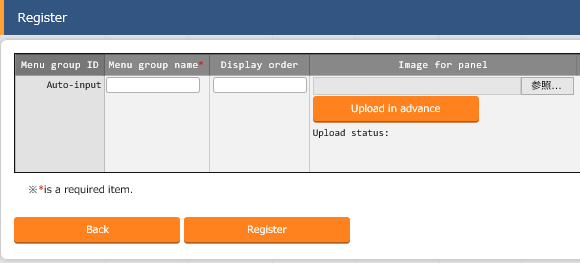 Register
Menu group ID Menu group name* Display order Image for panel
Auto-input 参照...
Upload in advance
Upload status:
※*is a required item.
Back Register